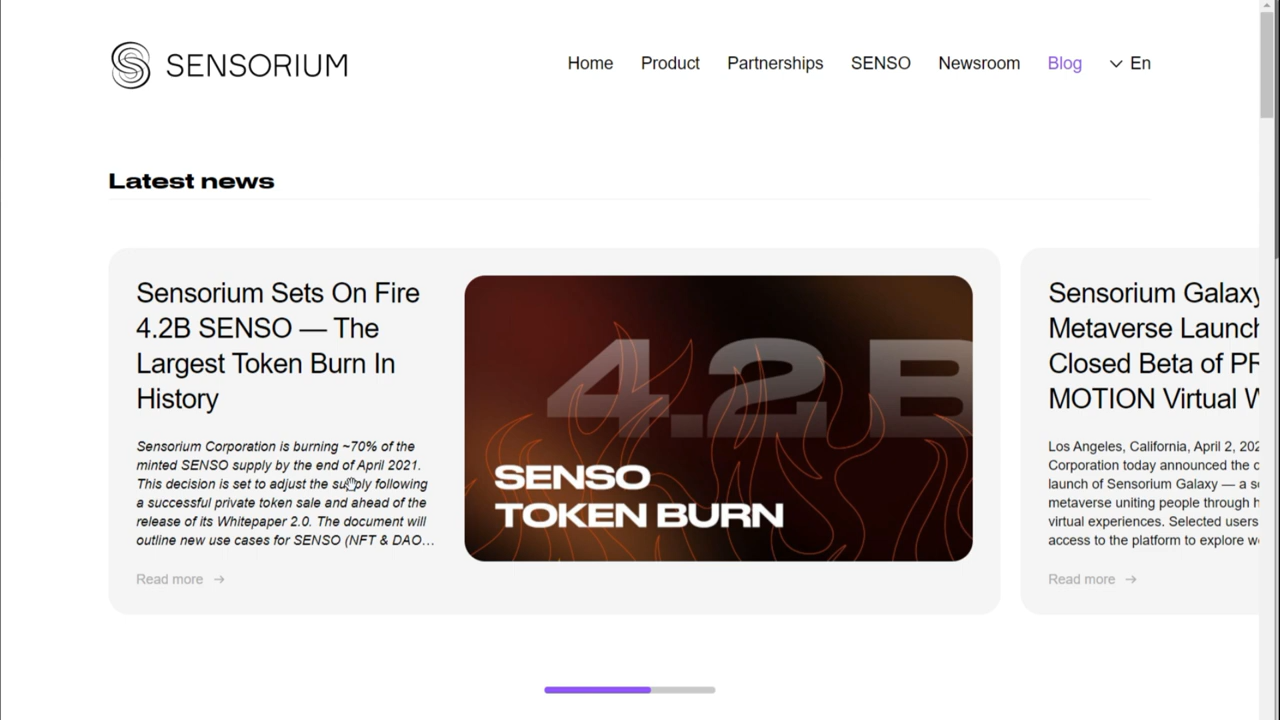 SENSORIUM
Home Product Partnerships SENSO Newsroom Blog En
Latest news
Sensorium Sets On Fire
4.2B SENSO — The
Largest Token Burn In
History
Sensorium Corporation is burning ~70% of the
minted SENSO supply by the end of April 2021.
This decision is set to adjust the supply following
a successful private token sale and ahead of the
release of its Whitepaper 2.0. The document will
outline new use cases for SENSO (NFT & DAO…
Read more
4.2 B
SENSO
TOKEN BURN
Sensorium Galaxy
Metaverse Launch
Closed Beta of PR
MOTION Virtual W
Los Angeles, California, April 2, 202
Corporation today announced the c
launch of Sensorium Galaxy — a s
metaverse uniting people through h
virtual experiences. Selected users
access to the platform to explore w
Read more